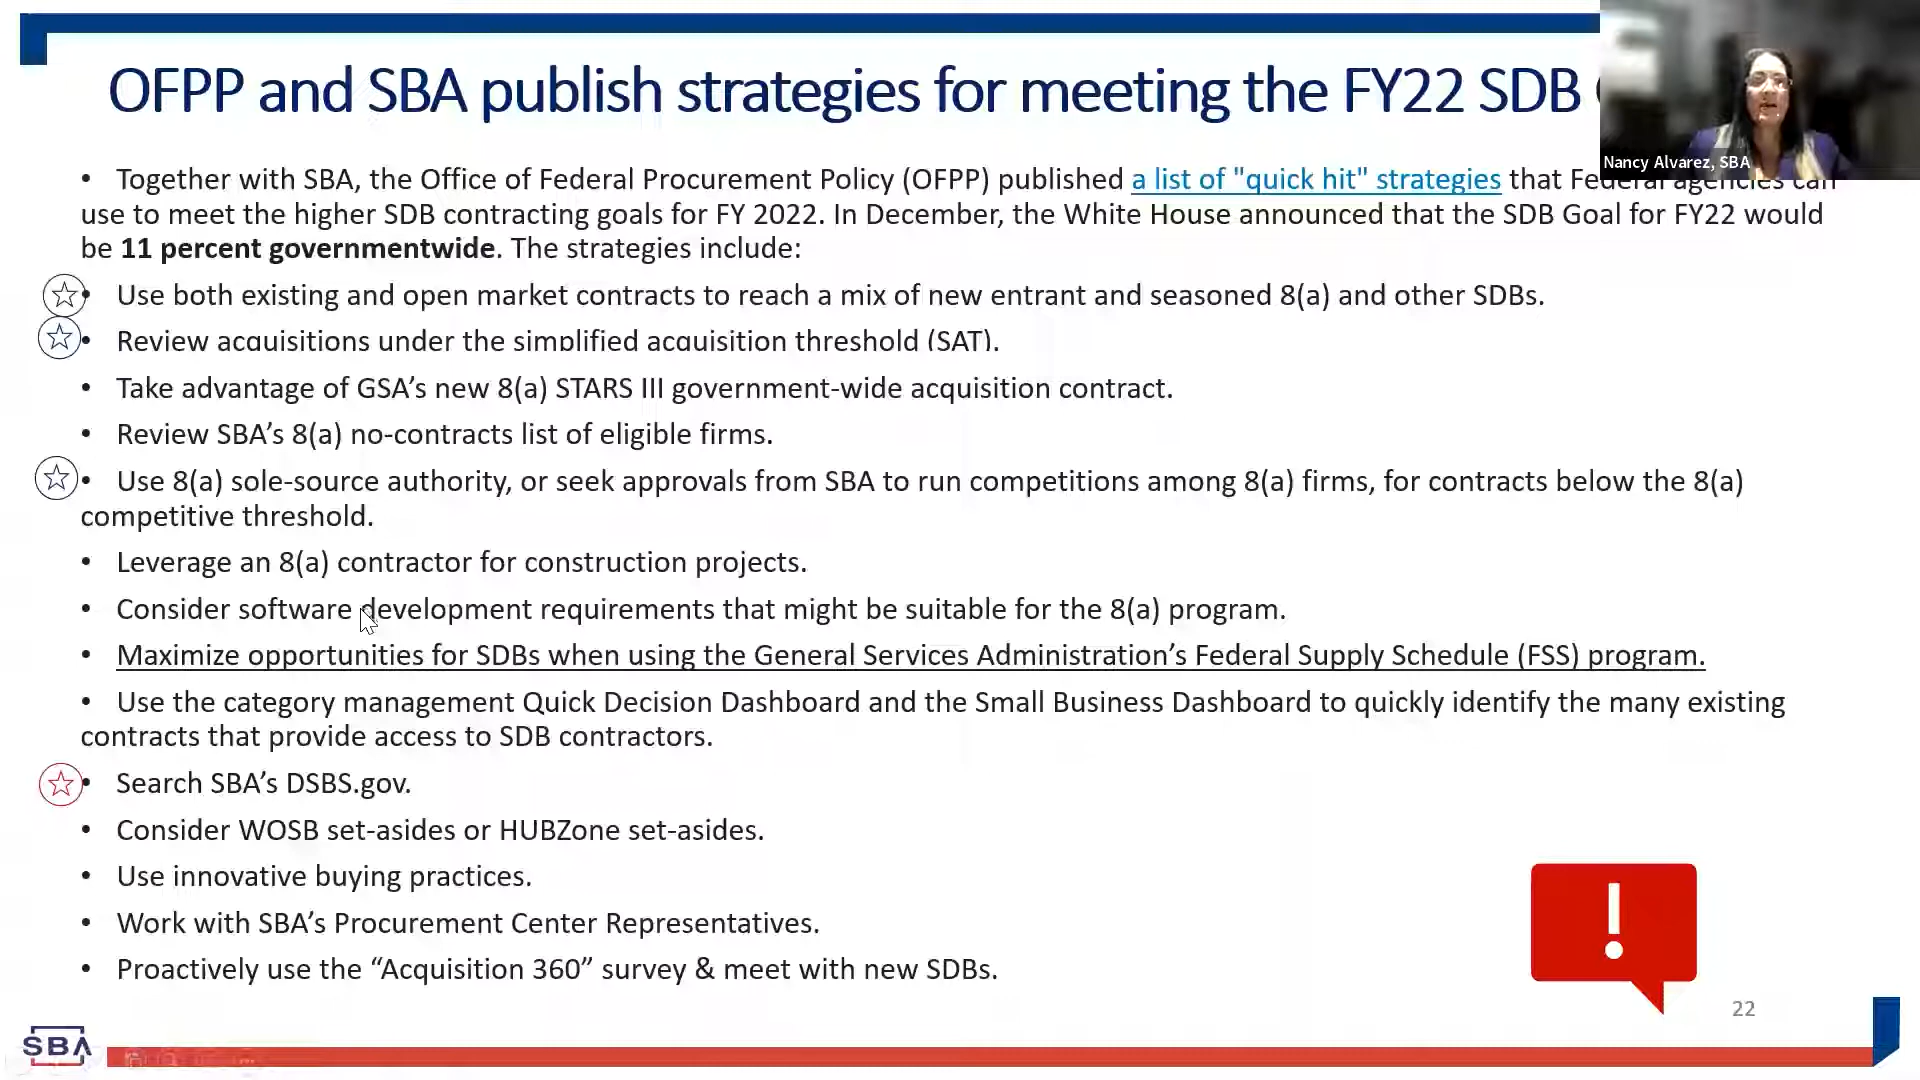 OFPP and SBA publish strategies for meeting the FY22 SDB
Nancy Alvarez, SBA
• Together with SBA, the Office of Federal Procurement Policy (OFPP) published a list of "quick hit" strategies that Federal agencies can
use to meet the higher SDB contracting goals for FY 2022. In December, the White House announced that the SDB Goal for FY22 would
be 11 percent governmentwide. The strategies include:
• Use both existing and open market contracts to reach a mix of new entrant and seasoned 8(a) and other SDBs.
• Review acquisitions under the simplified acquisition threshold (SAT).
• Take advantage of GSA’s new 8(a) STARS III government-wide acquisition contract.
• Review SBA’s 8(a) no-contracts list of eligible firms.
• Use 8(a) sole-source authority, or seek approvals from SBA to run competitions among 8(a) firms, for contracts below the 8(a)
competitive threshold.
• Leverage an 8(a) contractor for construction projects.
• Consider software development requirements that might be suitable for the 8(a) program.
• Maximize opportunities for SDBs when using the General Services Administration’s Federal Supply Schedule (FSS) program.
• Use the category management Quick Decision Dashboard and the Small Business Dashboard to quickly identify the many existing
contracts that provide access to SDB contractors.
• Search SBA’s DSBS.gov.
• Consider WOSB set-asides or HUBZone set-asides.
• Use innovative buying practices.
• Work with SBA’s Procurement Center Representatives.
• Proactively use the “Acquisition 360” survey & meet with new SDBs.
!
22
SBA